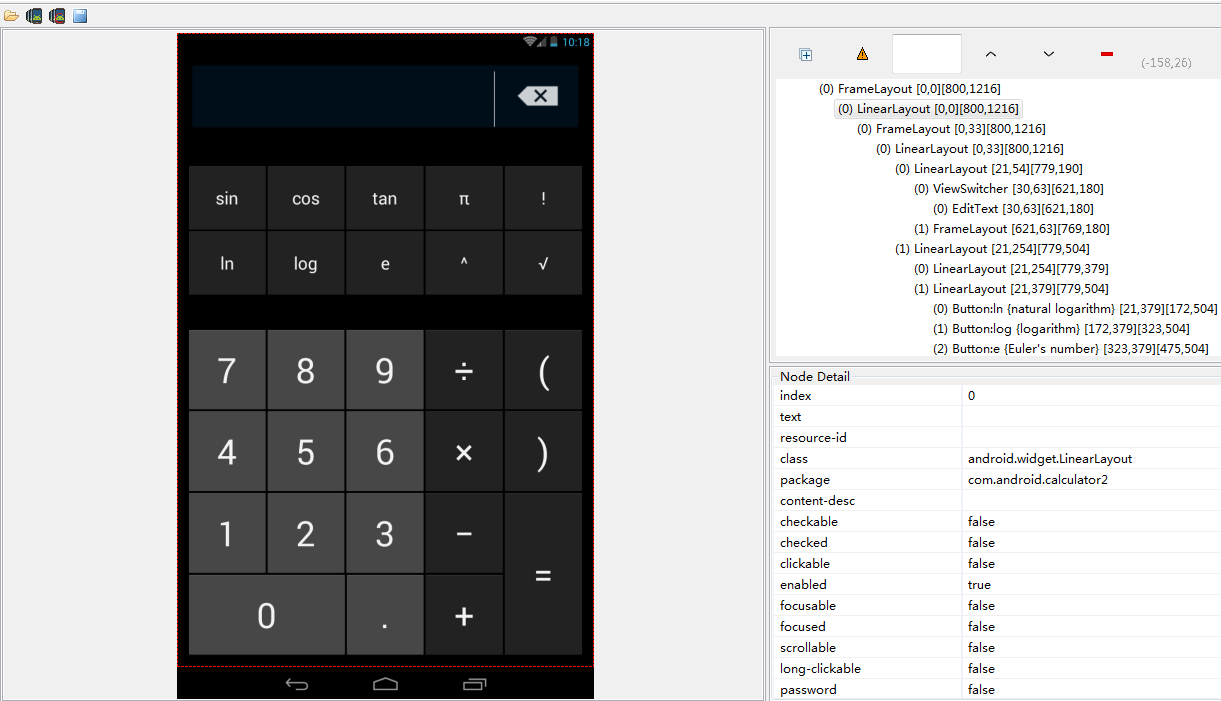 10:18
sin cos tan π !
ln log e ^ √
7 8 9 ÷ (
4 5 6 × )
1 2 3 −
=
0 . +
(-158,26)
(0) FrameLayout [0,0][800,1216]
(0) LinearLayout [0,0][800,1216]
(0) FrameLayout [0,33][800,1216]
(0) LinearLayout [0,33][800,1216]
(0) LinearLayout [21,54][779,190]
(0) ViewSwitcher [30,63][621,180]
(0) EditText [30,63][621,180]
(1) FrameLayout [621,63][769,180]
(1) LinearLayout [21,254][779,504]
(0) LinearLayout [21,254][779,379]
(1) LinearLayout [21,379][779,504]
(0) Button:ln {natural logarithm} [21,379][172,504]
(1) Button:log {logarithm} [172,379][323,504]
(2) Button:e {Euler's number} [323,379][475,504]
Node Detail
index 0
text
resource-id
class android.widget.LinearLayout
package com.android.calculator2
content-desc
checkable false
checked false
clickable false
enabled true
focusable false
focused false
scrollable false
long-clickable false
password false